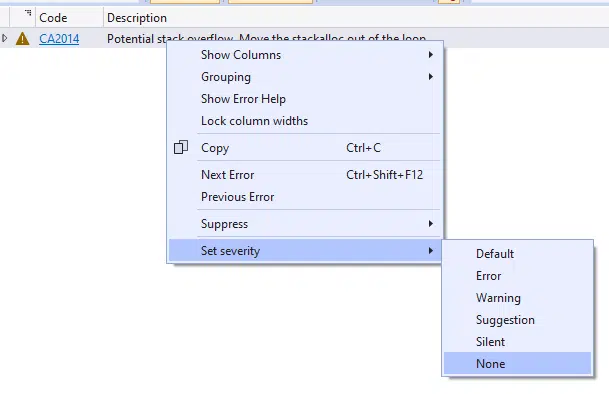 Code Description
CA2014 Potential stack overflow. Move the stackalloc out of the loop
Show Columns
Grouping
Show Error Help
Lock column widths
Copy Ctrl+C
Next Error Ctrl+Shift+F12
Previous Error
Suppress
Set severity
Default
Error
Warning
Suggestion
Silent
None